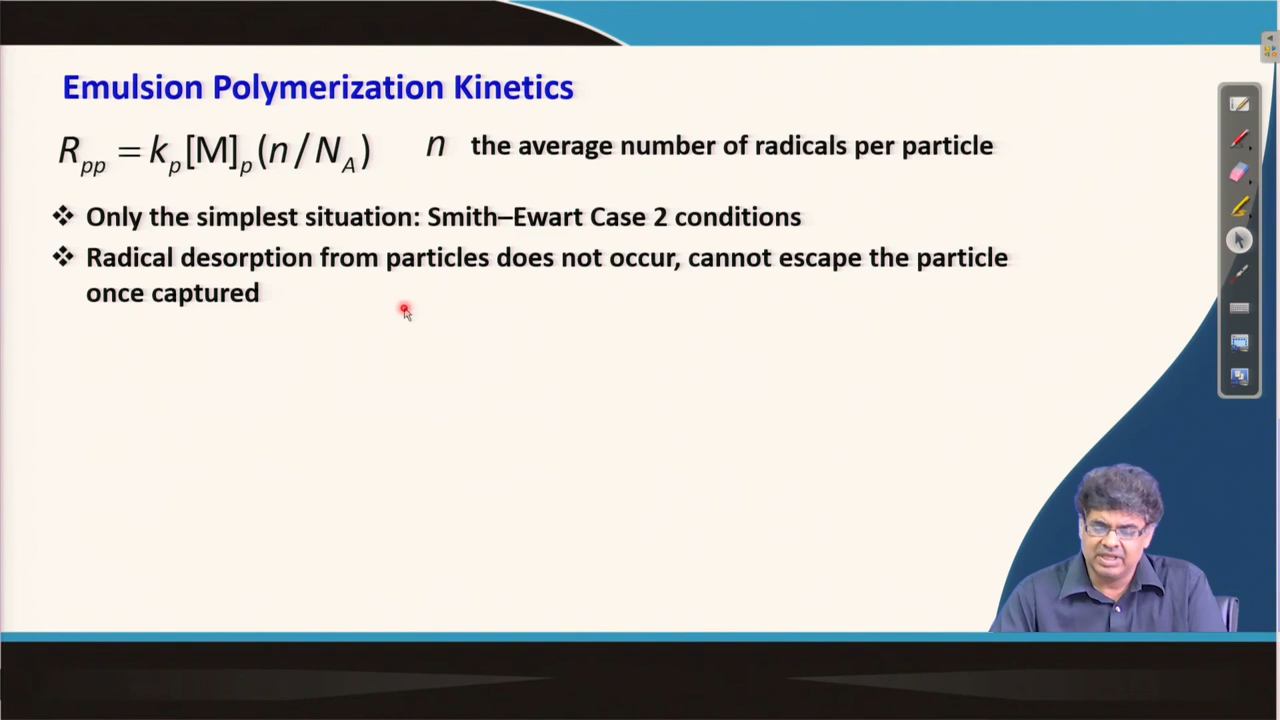 Emulsion Polymerization Kinetics
R_pp = k_p[M]_p(n/N_A) n the average number of radicals per particle
❖ Only the simplest situation: Smith–Ewart Case 2 conditions
❖ Radical desorption from particles does not occur, cannot escape the particle
once captured